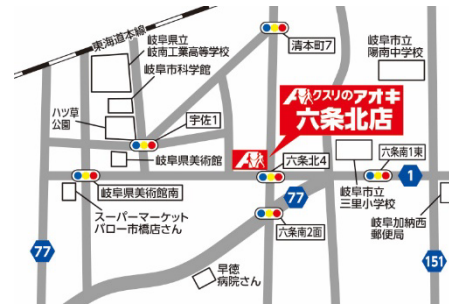 東海道本線
岐阜県立
岐南工業高等学校
岐阜市科学館
清本町7
岐阜市立
陽南中学校
クスリのアオキ
六条北店
ハツ草
公園
宇佐1
岐阜県美術館
六条北4
六条南1東
岐阜県美術館南
岐阜市立
三里小学校
1
77
スーパーマーケット
バロー市橋店さん
六条南2西
岐阜加納西
郵便局
77
早徳
病院さん
151